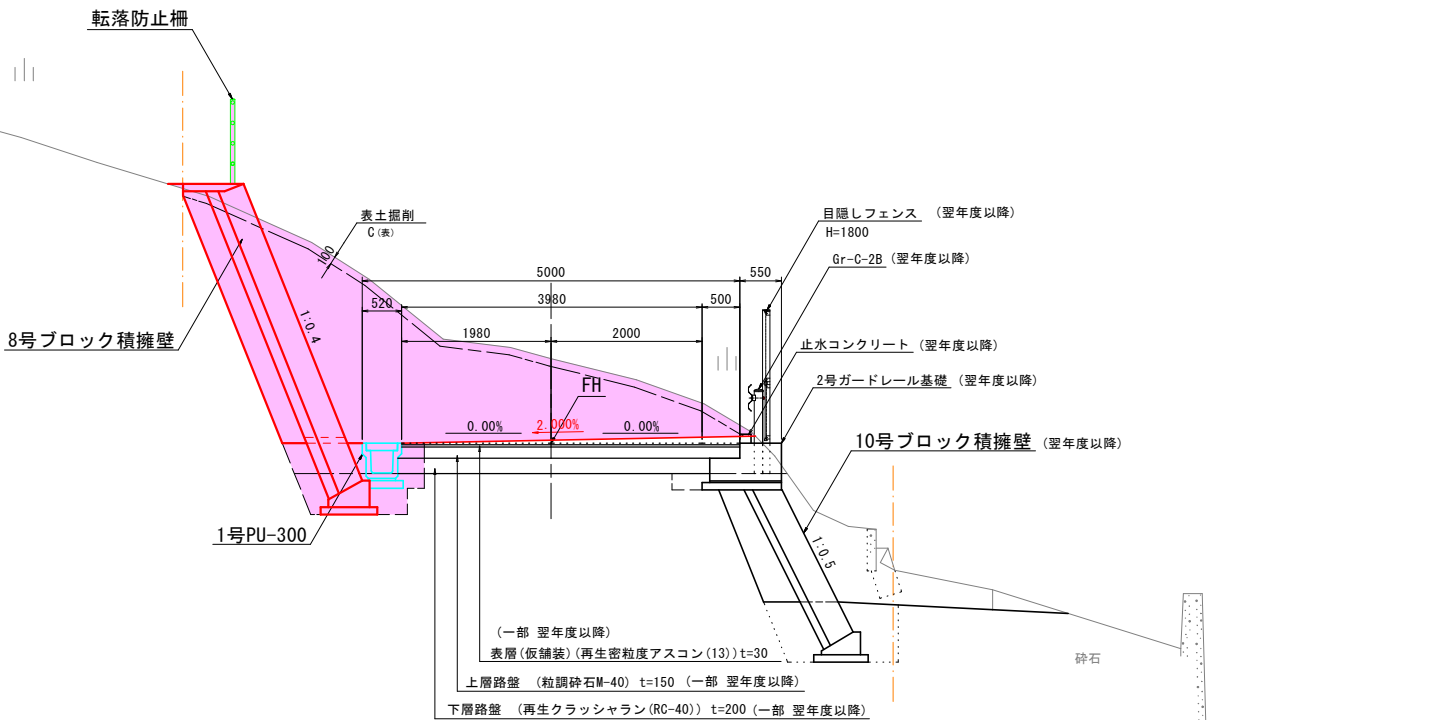 転落防止柵
表土掘削
C(表)
100
目隠しフェンス (翌年度以降)
H=1800
Gr-C-2B (翌年度以降)
5000
550
520
3980
500
1:0.4
8号ブロック積擁壁
1980
2000
止水コンクリート (翌年度以降)
FH
2号ガードレール基礎 (翌年度以降)
0.00%
2.000%
0.00%
10号ブロック積擁壁 (翌年度以降)
1号PU-300
1:0.5
(一部 翌年度以降)
表層(仮舗装)(再生密粒度アスコン(13))t=30
砕石
上層路盤 (粒調砕石M-40) t=150 (一部 翌年度以降)
下層路盤 (再生クラッシャラン(RC-40)) t=200 (一部 翌年度以降)